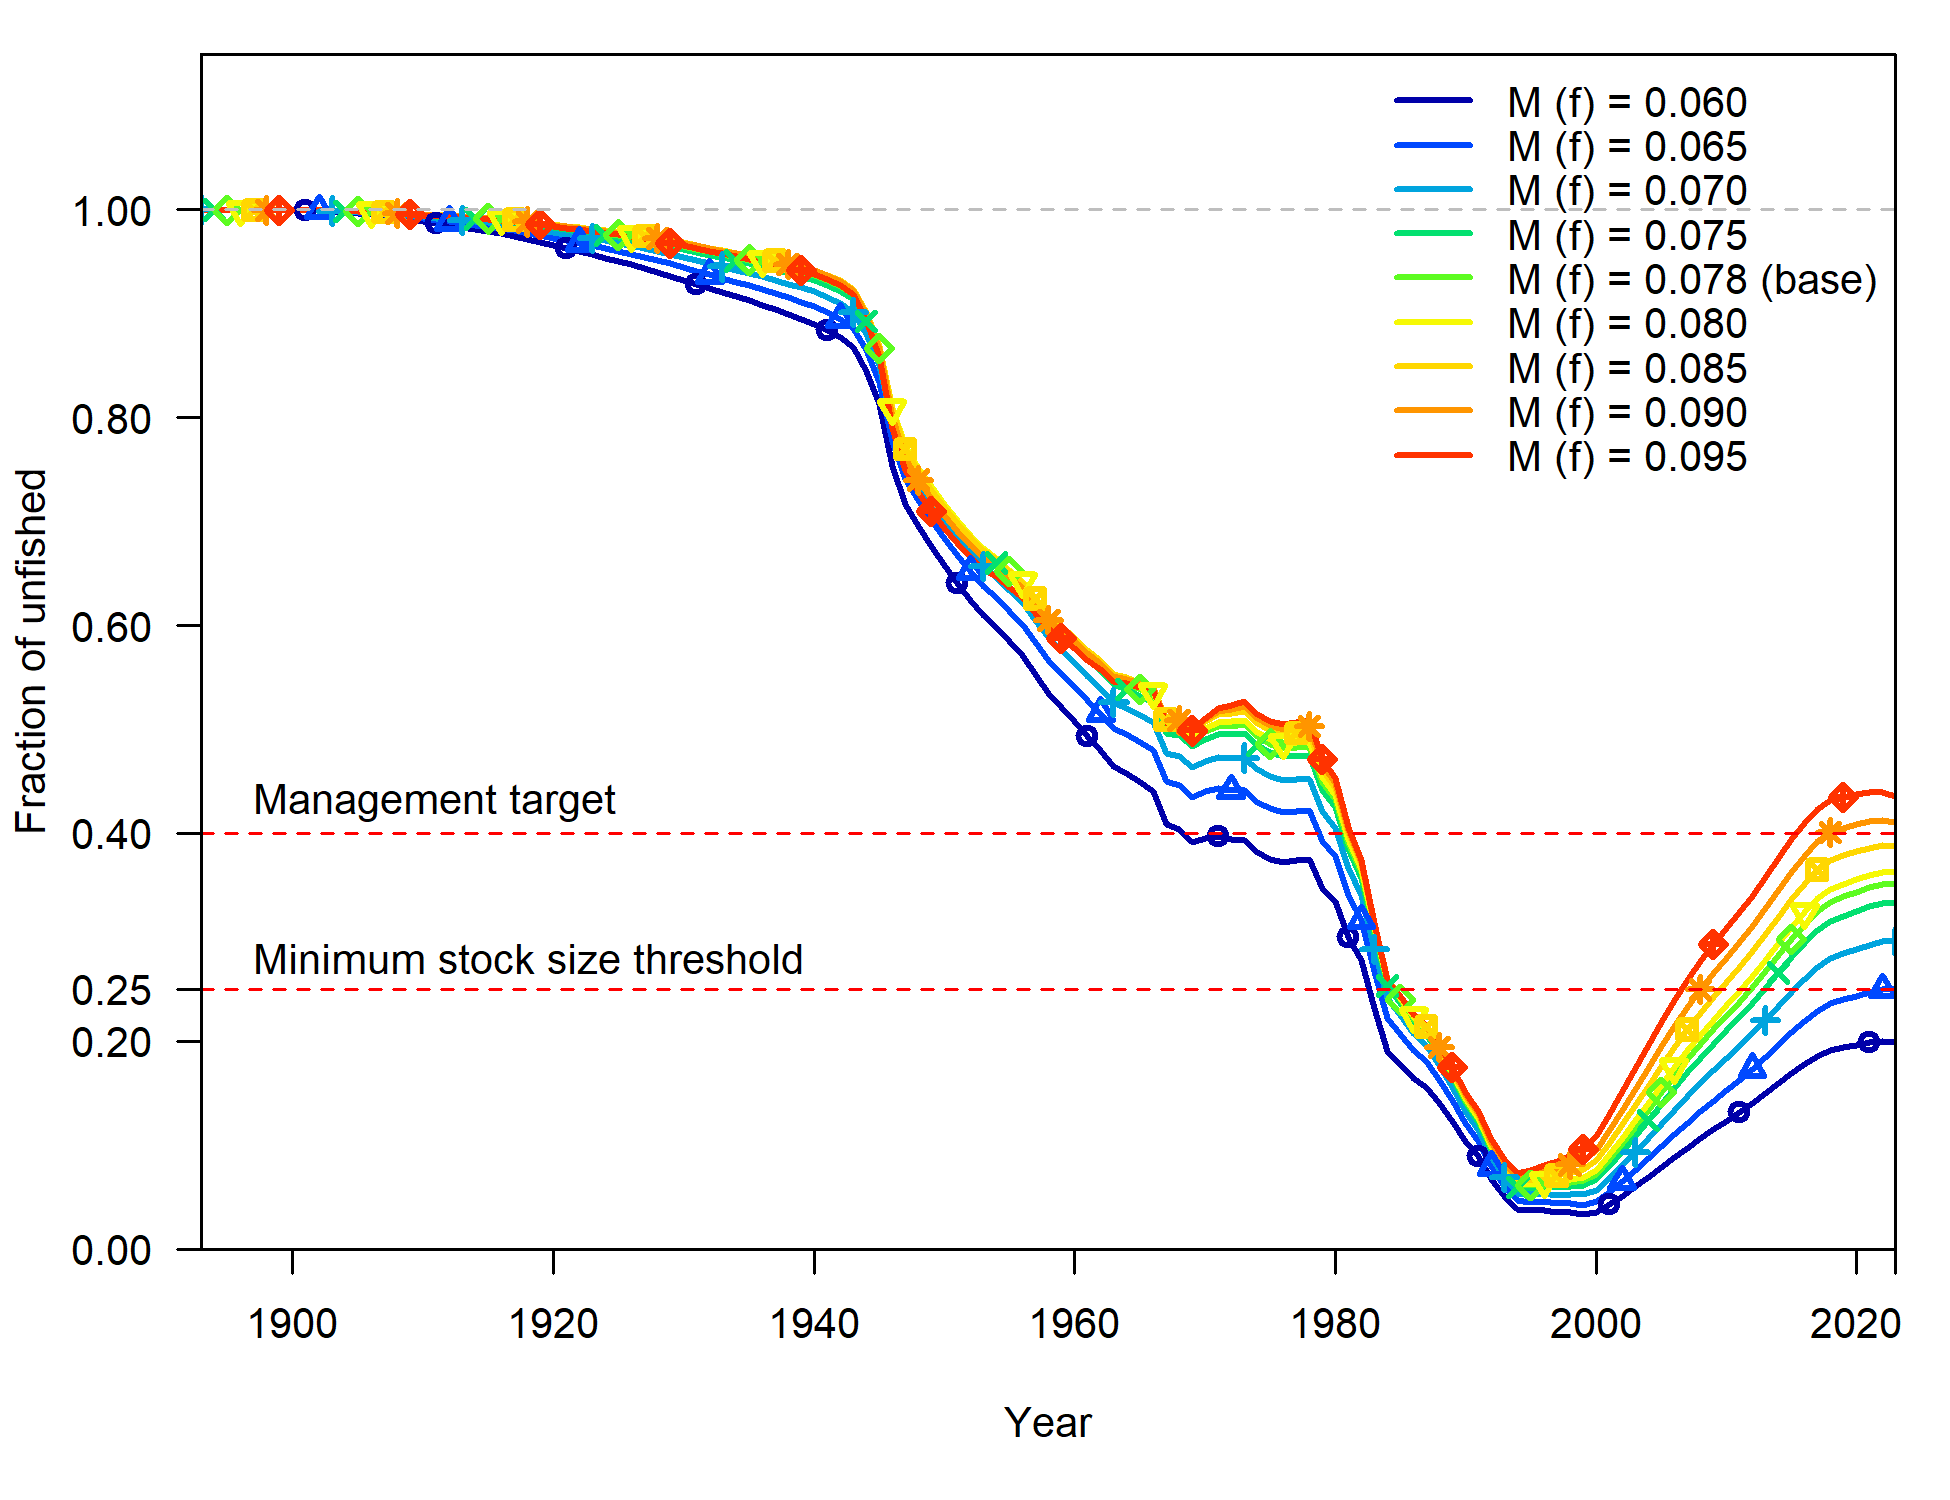 M (f) = 0.060
M (f) = 0.065
M (f) = 0.070
M (f) = 0.075
M (f) = 0.078 (base)
M (f) = 0.080
M (f) = 0.085
M (f) = 0.090
M (f) = 0.095
Fraction of unfished
1.00
0.80
0.60
0.40
0.25
0.20
0.00
Management target
Minimum stock size threshold
1900 1920 1940 1960 1980 2000 2020
Year